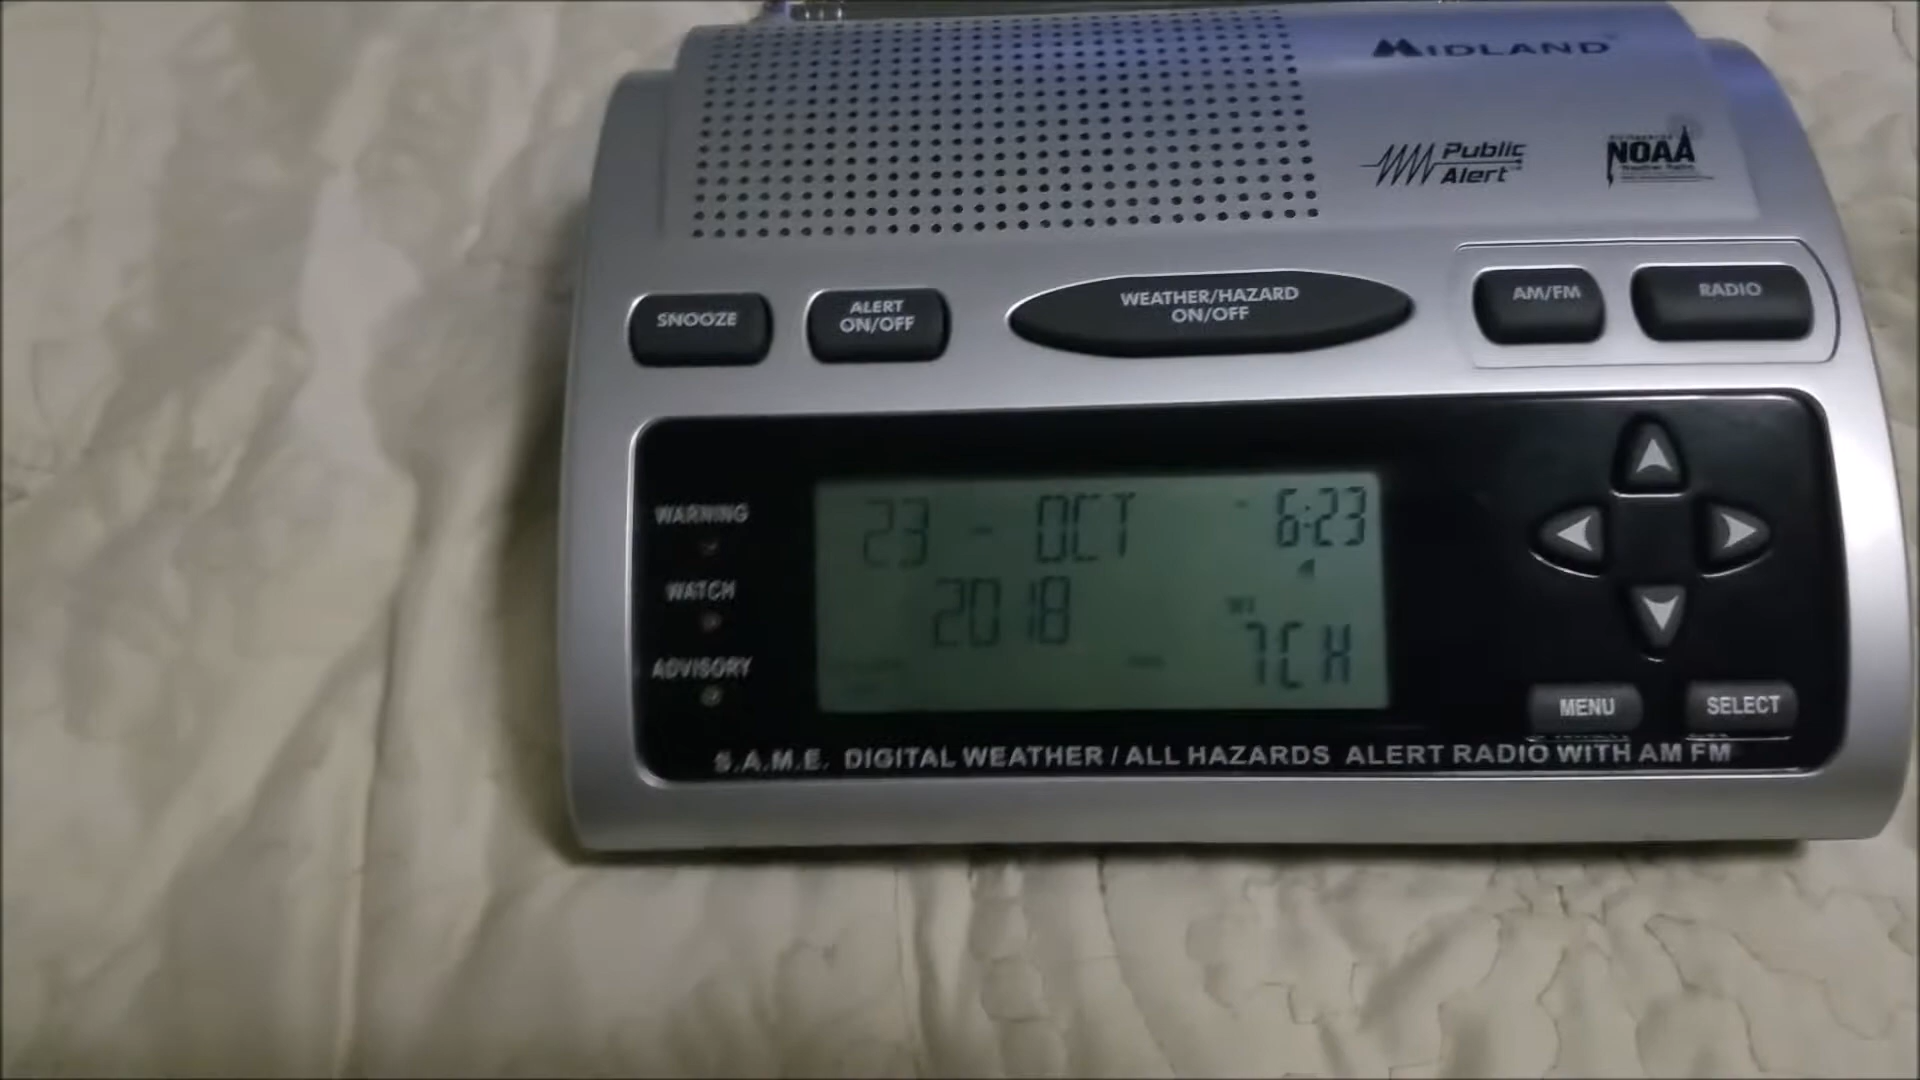 MIDLAND
Public
Alert
NOAA
SNOOZE
ALERT
ON/OFF
WEATHER/HAZARD
ON/OFF
AM/FM
RADIO
WARNING
WATCH
ADVISORY
23 - OCT
6:23
2018
7CH
MENU
SELECT
S.A.M.E. DIGITAL WEATHER / ALL HAZARDS ALERT RADIO WITH AM FM